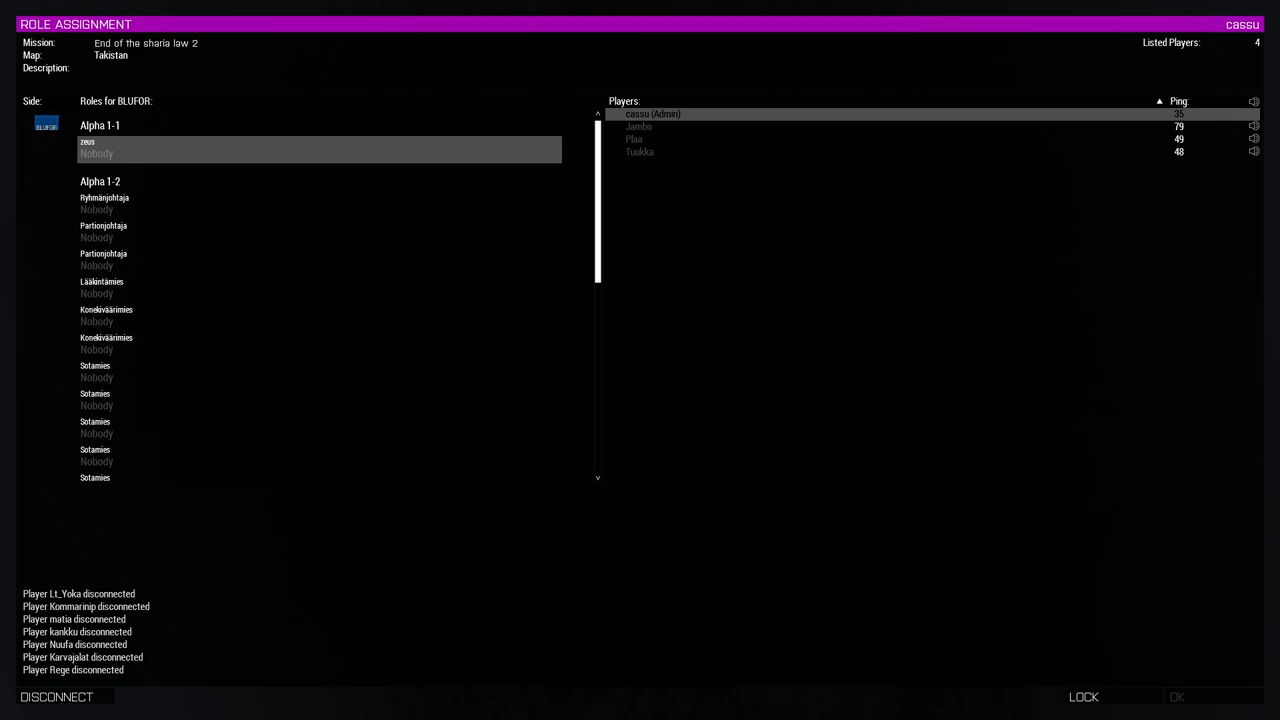 ROLE ASSIGNMENT cassu
Mission: End of the sharia law 2 Listed Players: 4
Map: Takistan
Description:
Side: Roles for BLUFOR: Players: Ping:
BLUFOR
Alpha 1-1
zeus
Nobody
Alpha 1-2
Ryhmänjohtaja
Nobody
Partionjohtaja
Nobody
Partionjohtaja
Nobody
Lääkintämies
Nobody
Konekiväärimies
Nobody
Konekiväärimies
Nobody
Sotamies
Nobody
Sotamies
Nobody
Sotamies
Nobody
Sotamies
Nobody
Sotamies
cassu (Admin) 35
Jambo 79
Plaa 49
Tuukka 48
Player Lt_Yoka disconnected
Player Kommarinip disconnected
Player matia disconnected
Player kankku disconnected
Player Nuufa disconnected
Player Karvajalat disconnected
Player Rege disconnected
DISCONNECT LOCK OK